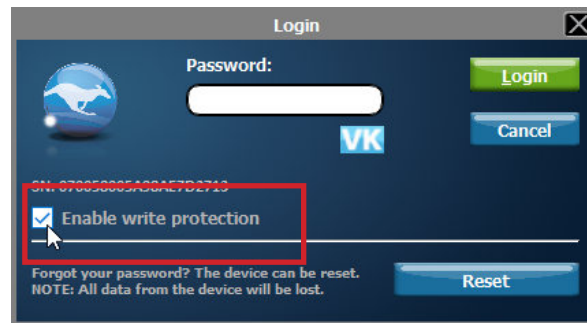 Login
Password:
Login
VK
Cancel
Enable write protection
Forgot your password? The device can be reset.
NOTE: All data from the device will be lost.
Reset